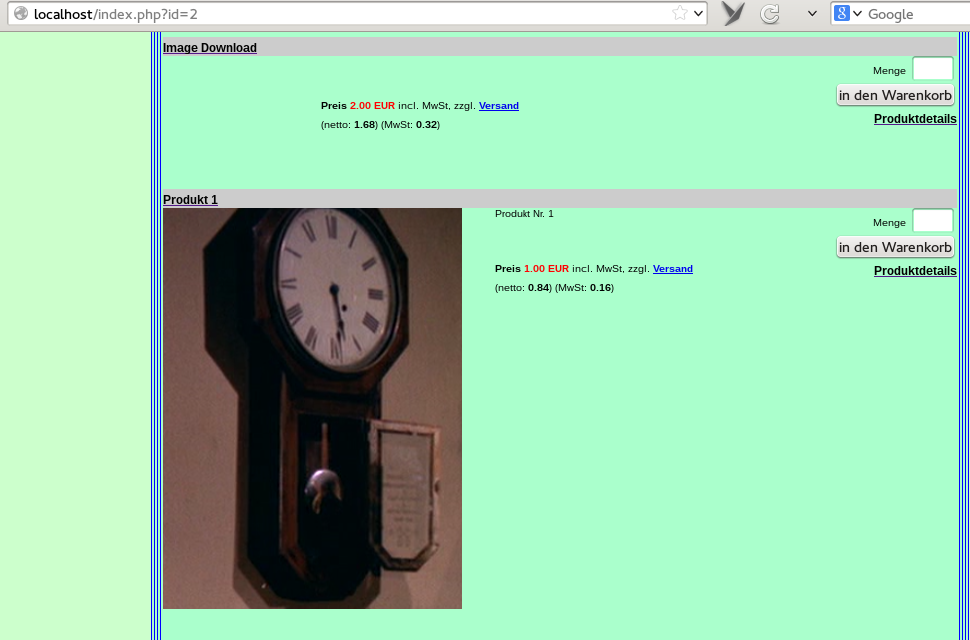 localhost/index.php?id=2
Google
Image Download
Menge
in den Warenkorb
Preis 2.00 EUR incl. MwSt, zzgl. Versand
Produktdetails
(netto: 1.68) (MwSt: 0.32)
Produkt 1
Produkt Nr. 1
Menge
in den Warenkorb
Preis 1.00 EUR incl. MwSt, zzgl. Versand
Produktdetails
(netto: 0.84) (MwSt: 0.16)